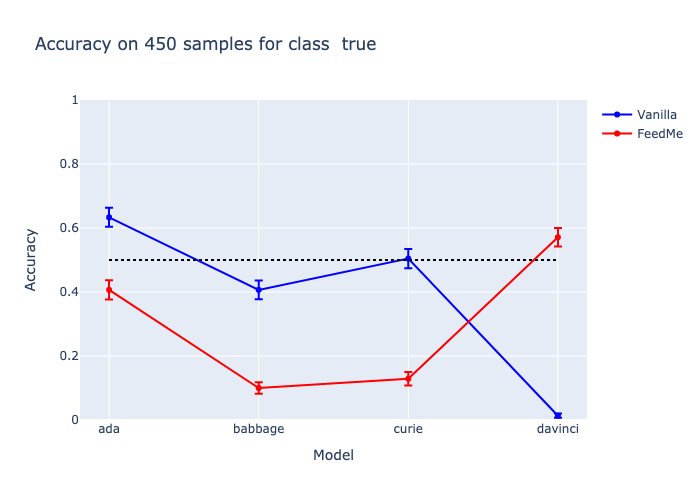 Accuracy on 450 samples for class  true
Vanilla
FeedMe
1
0.8
0.6
0.4
0.2
0
Accuracy
ada
babbage
curie
davinci
Model